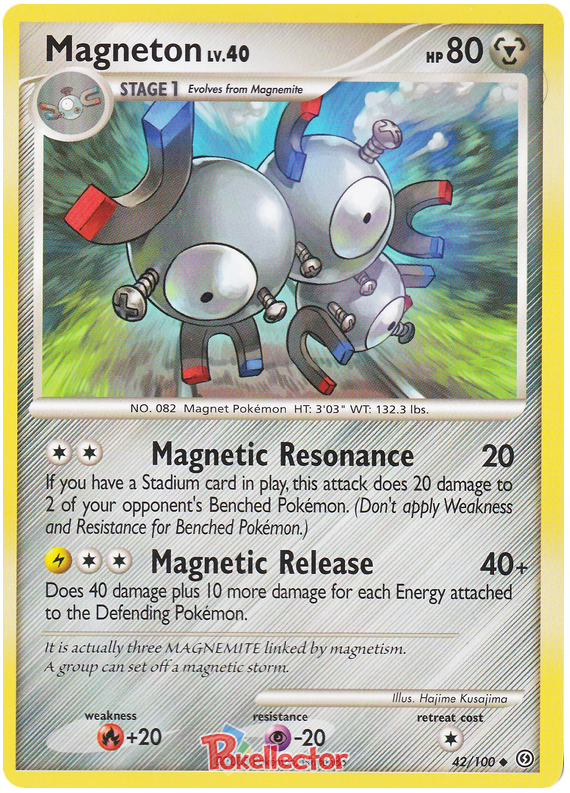 Magneton LV.40 HP 80
STAGE 1 Evolves from Magnemite
NO. 082 Magnet Pokémon HT: 3'03" WT: 132.3 lbs.
Magnetic Resonance 20
If you have a Stadium card in play, this attack does 20 damage to
2 of your opponent's Benched Pokémon. (Don't apply Weakness
and Resistance for Benched Pokémon.)
Magnetic Release 40+
Does 40 damage plus 10 more damage for each Energy attached
to the Defending Pokémon.
It is actually three MAGNEMITE linked by magnetism.
A group can set off a magnetic storm.
Illus. Hajime Kusajima
weakness resistance retreat cost
+20 -20
Pokellector
42/100